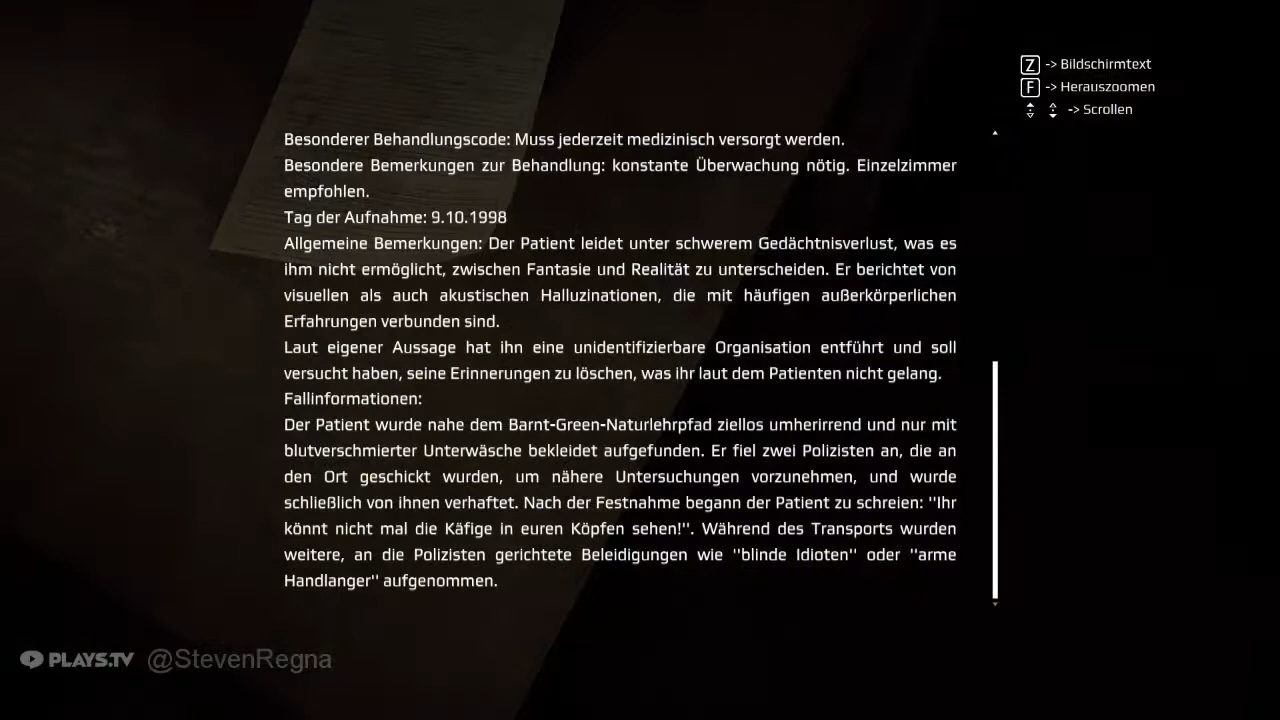 Z -> Bildschirmtext
F -> Herauszoomen
-> Scrollen
Besonderer Behandlungscode: Muss jederzeit medizinisch versorgt werden.
Besondere Bemerkungen zur Behandlung: konstante Überwachung nötig. Einzelzimmer
empfohlen.
Tag der Aufnahme: 9.10.1998
Allgemeine Bemerkungen: Der Patient leidet unter schwerem Gedächtnisverlust, was es
ihm nicht ermöglicht, zwischen Fantasie und Realität zu unterscheiden. Er berichtet von
visuellen als auch akustischen Halluzinationen, die mit häufigen außerkörperlichen
Erfahrungen verbunden sind.
Laut eigener Aussage hat ihn eine unidentifizierbare Organisation entführt und soll
versucht haben, seine Erinnerungen zu löschen, was ihr laut dem Patienten nicht gelang.
Fallinformationen:
Der Patient wurde nahe dem Barnt-Green-Naturlehrpfad ziellos umherirrend und nur mit
blutverschmierter Unterwäsche bekleidet aufgefunden. Er fiel zwei Polizisten an, die an
den Ort geschickt wurden, um nähere Untersuchungen vorzunehmen, und wurde
schließlich von ihnen verhaftet. Nach der Festnahme begann der Patient zu schreien: ''Ihr
könnt nicht mal die Käfige in euren Köpfen sehen!''. Während des Transports wurden
weitere, an die Polizisten gerichtete Beleidigungen wie ''blinde Idioten'' oder ''arme
Handlanger'' aufgenommen.
PLAYS.TV @StevenRegna